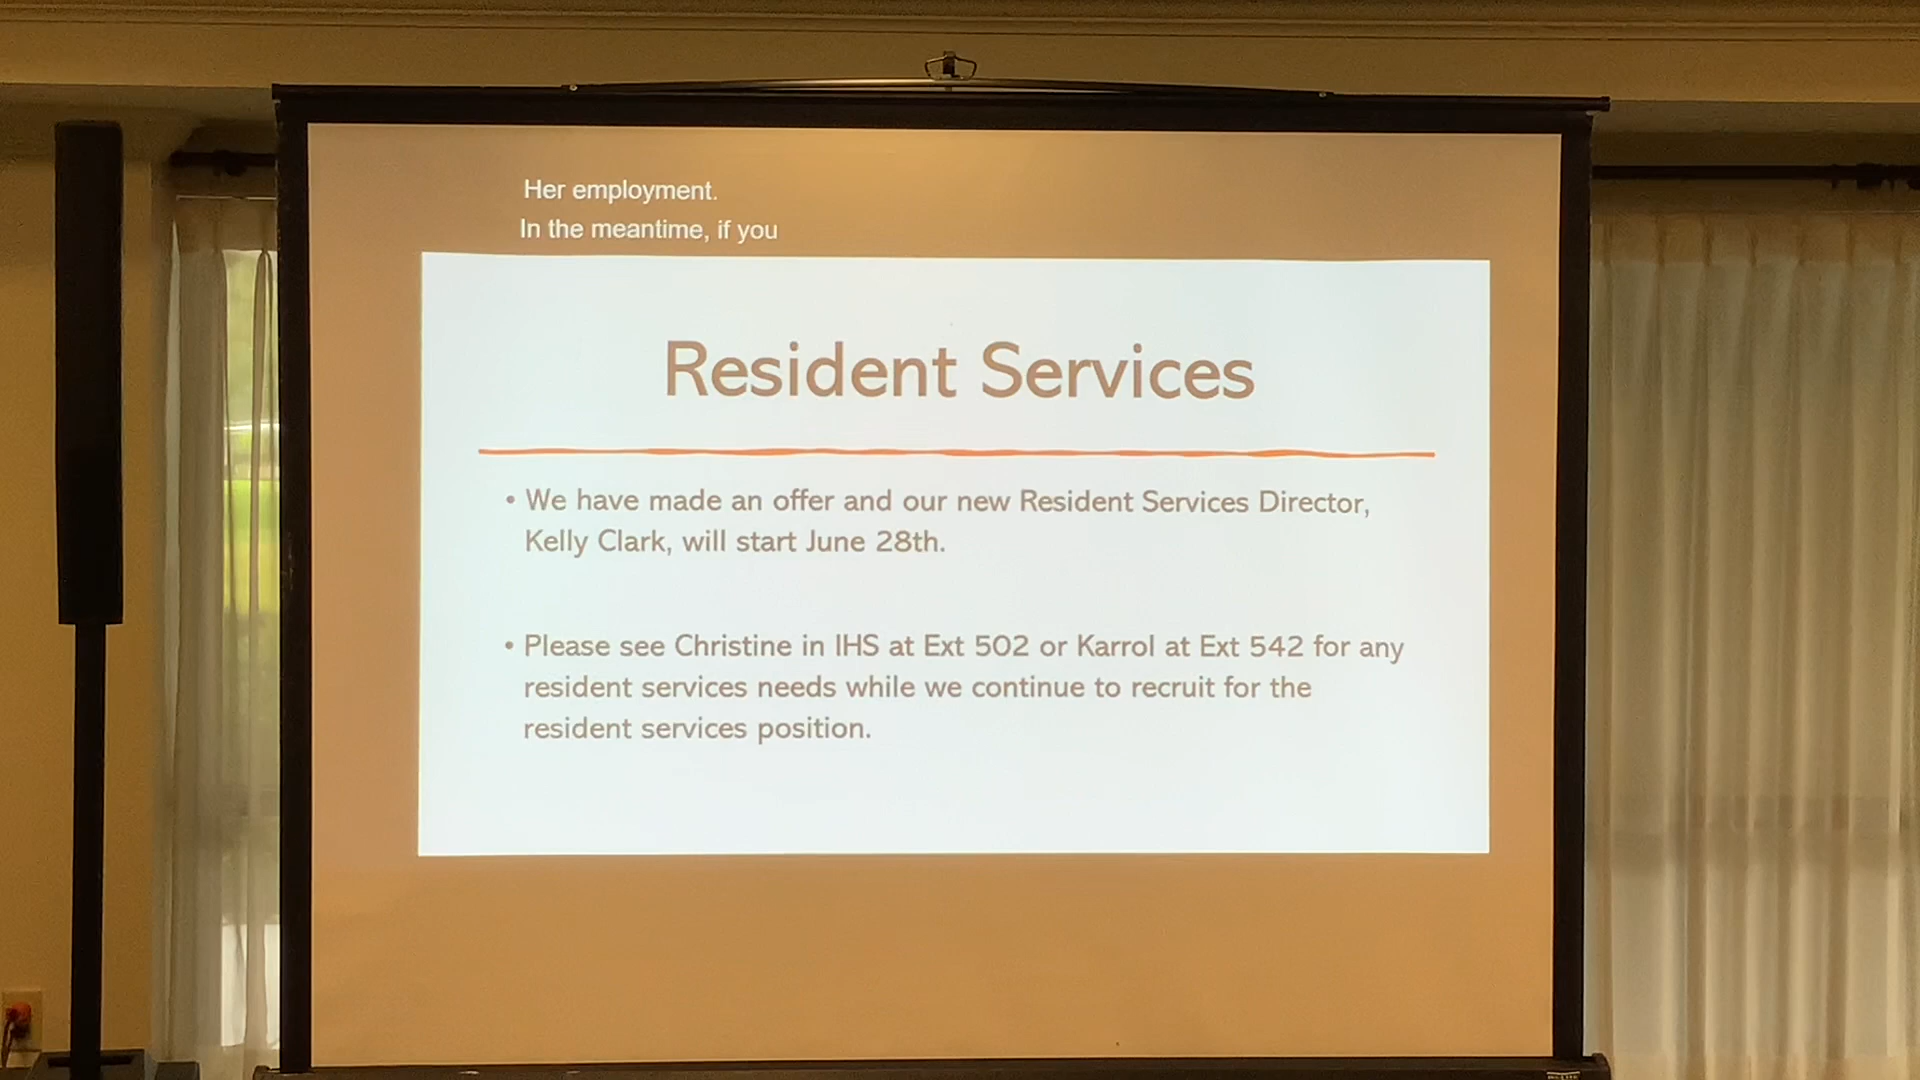 Her employment.
In the meantime, if you
Resident Services
• We have made an offer and our new Resident Services Director,
Kelly Clark, will start June 28th.
• Please see Christine in IHS at Ext 502 or Karrol at Ext 542 for any
resident services needs while we continue to recruit for the
resident services position.